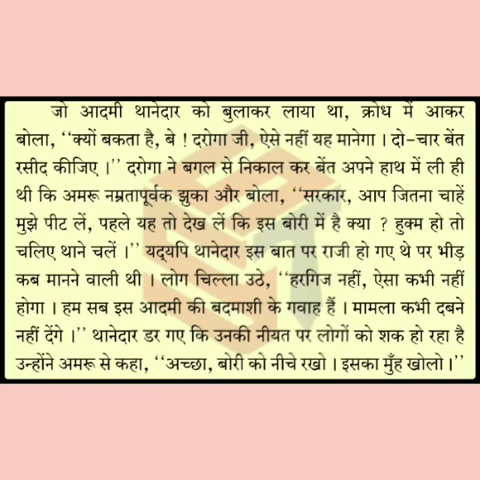 जो आदमी थानेदार को बुलाकर लाया था, क्रोध में आकर
बोला, ‘‘क्यों बकता है, बे ! दरोगा जी, ऐसे नहीं यह मानेगा । दो-चार बेंत
रसीद कीजिए ।’’ दरोगा ने बगल से निकाल कर बेंत अपने हाथ में ली ही
थी कि अमरू नम्रतापूर्वक झुका और बोला, ‘‘सरकार, आप जितना चाहें
मुझे पीट लें, पहले यह तो देख लें कि इस बोरी में है क्या ? हुक्म हो तो
चलिए थाने चलें ।’’ यद्यपि थानेदार इस बात पर राजी हो गए थे पर भीड़
कब मानने वाली थी । लोग चिल्ला उठे, ‘‘हरगिज नहीं, ऐसा कभी नहीं
होगा । हम सब इस आदमी की बदमाशी के गवाह हैं । मामला कभी दबने
नहीं देंगे ।’’ थानेदार डर गए कि उनकी नीयत पर लोगों को शक हो रहा है
उन्होंने अमरू से कहा, ‘‘अच्छा, बोरी को नीचे रखो । इसका मुँह खोलो।’’